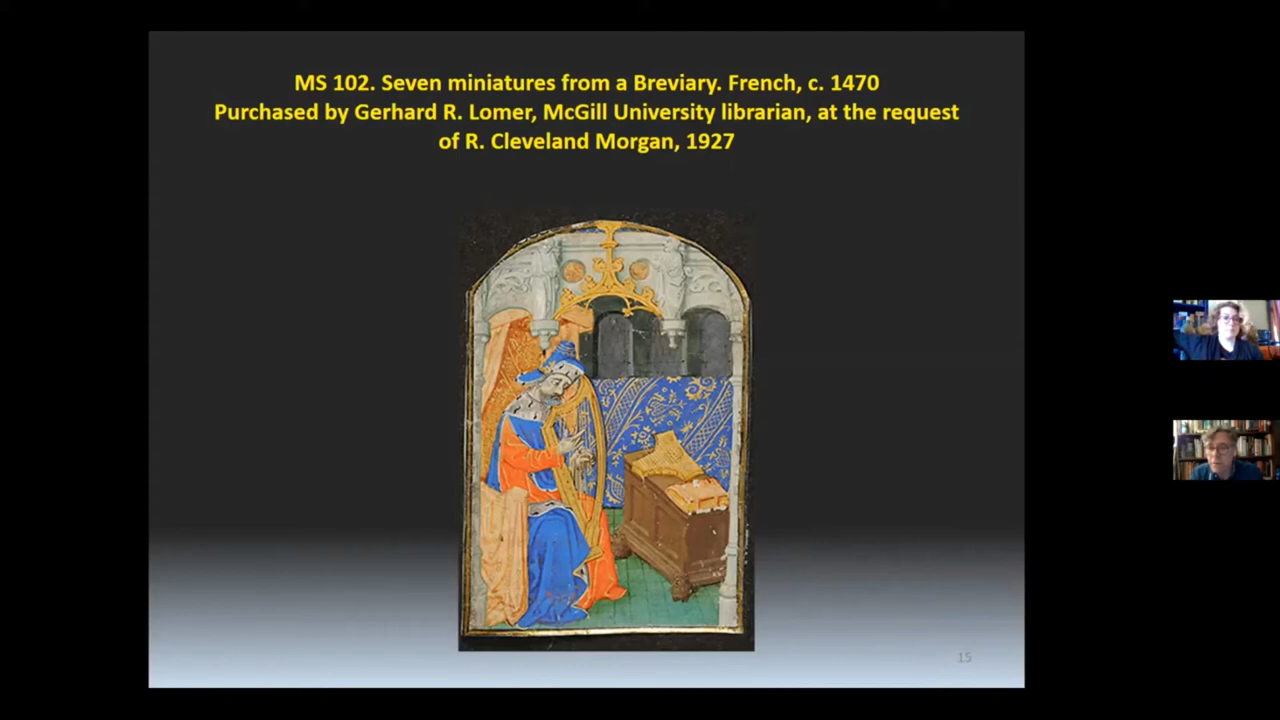 MS 102. Seven miniatures from a Breviary. French, c. 1470
Purchased by Gerhard R. Lomer, McGill University librarian, at the request
of R. Cleveland Morgan, 1927
15